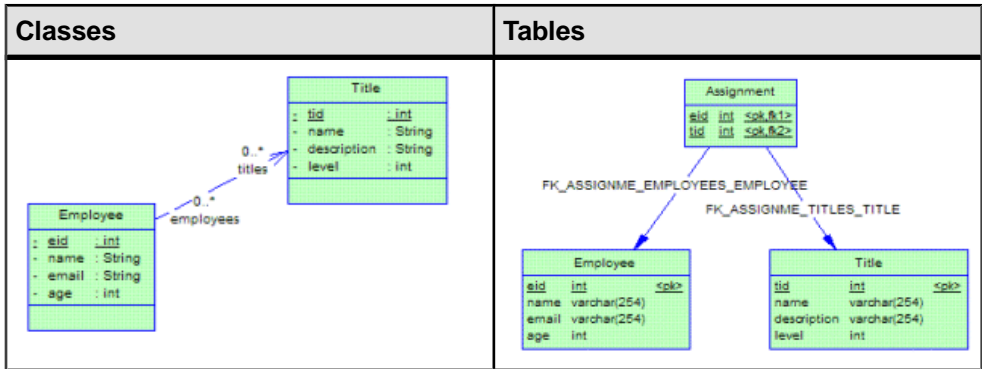 Classes
Title
- tid : int
- name : String
- description : String
- level : int
0..*
titles
0..*
employees
Employee
- eid : int
- name : String
- email : String
- age : int
Tables
Assignment
eid int <pk,fk1>
tid int <pk,fk2>
FK_ASSIGNME_EMPLOYEES_EMPLOYEE
FK_ASSIGNME_TITLES_TITLE
Employee
eid int <pk>
name varchar(254)
email varchar(254)
age int
Title
tid int <pk>
name varchar(254)
description varchar(254)
level int